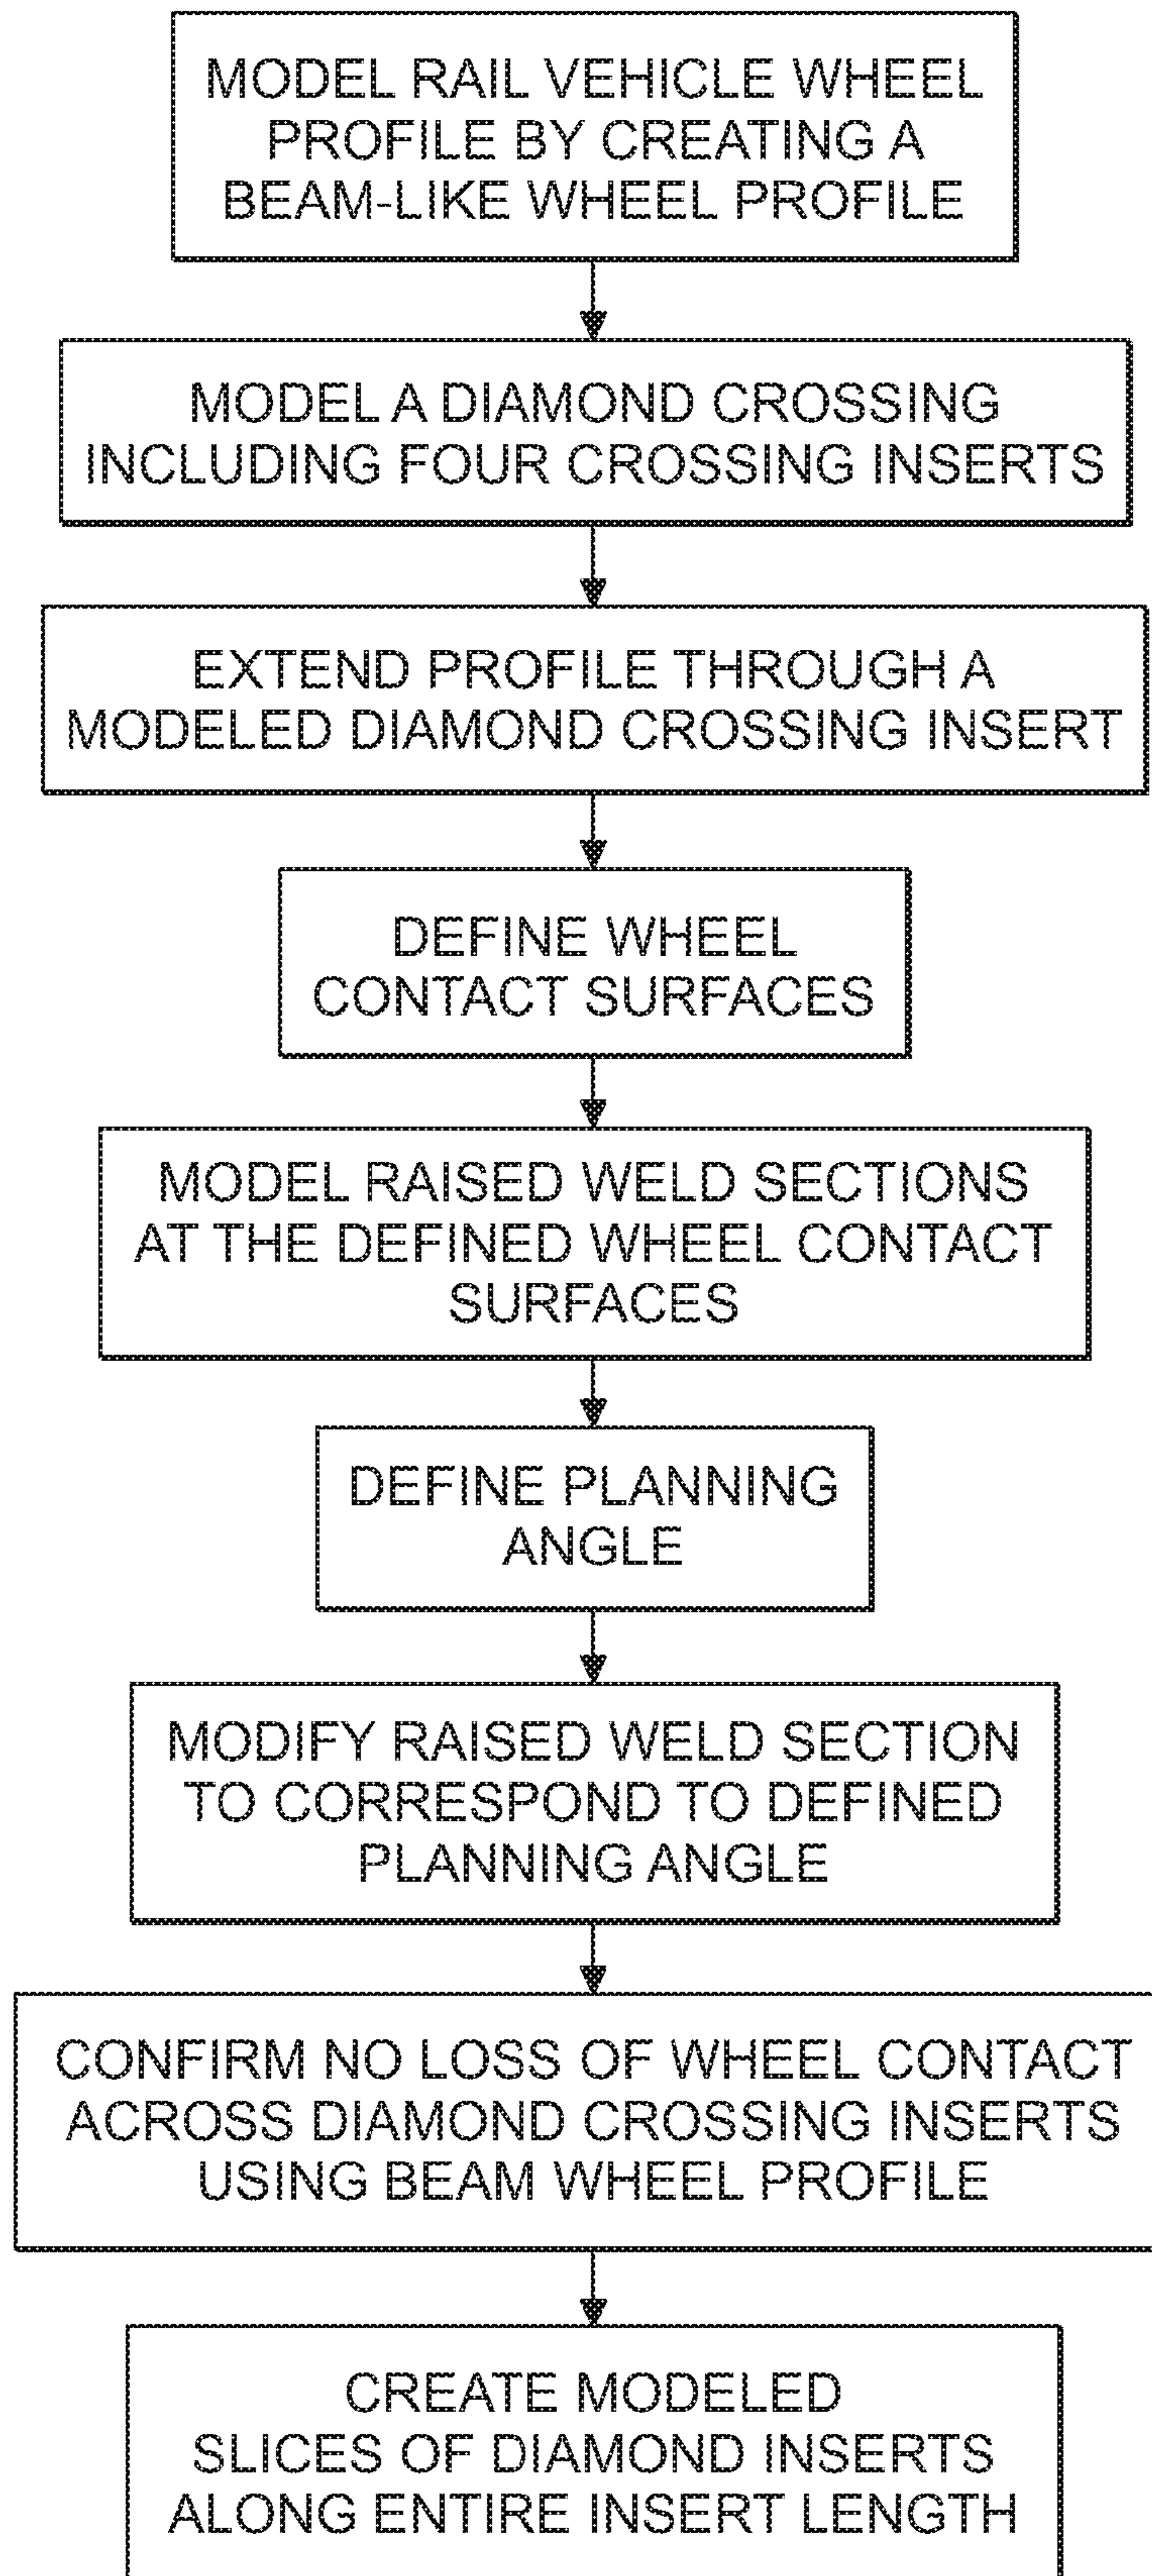 MODEL RAIL VEHICLE WHEEL
PROFILE BY CREATING A
BEAM-LIKE WHEEL PROFILE
MODEL A DIAMOND CROSSING
INCLUDING FOUR CROSSING INSERTS
EXTEND PROFILE THROUGH A
MODELED DIAMOND CROSSING INSERT
DEFINE WHEEL
CONTACT SURFACES
MODEL RAISED WELD SECTIONS
AT THE DEFINED WHEEL CONTACT
SURFACES
DEFINE PLANNING
ANGLE
MODIFY RAISED WELD SECTION
TO CORRESPOND TO DEFINED
PLANNING ANGLE
CONFIRM NO LOSS OF WHEEL CONTACT
ACROSS DIAMOND CROSSING INSERTS
USING BEAM WHEEL PROFILE
CREATE MODELED
SLICES OF DIAMOND INSERTS
ALONG ENTIRE INSERT LENGTH